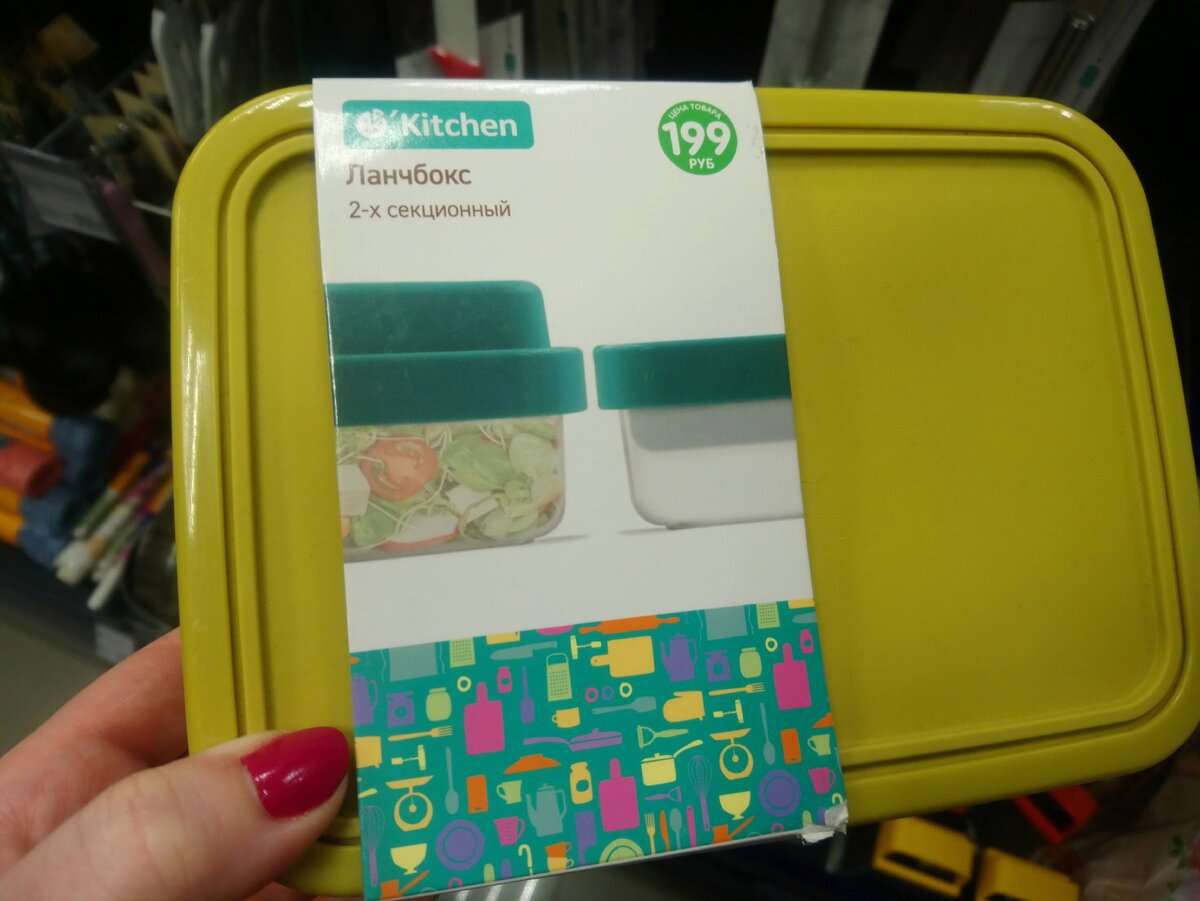 Kitchen
Ланчбокс
2-х секционный
ЦЕНА ТОВАРА
199
РУБ